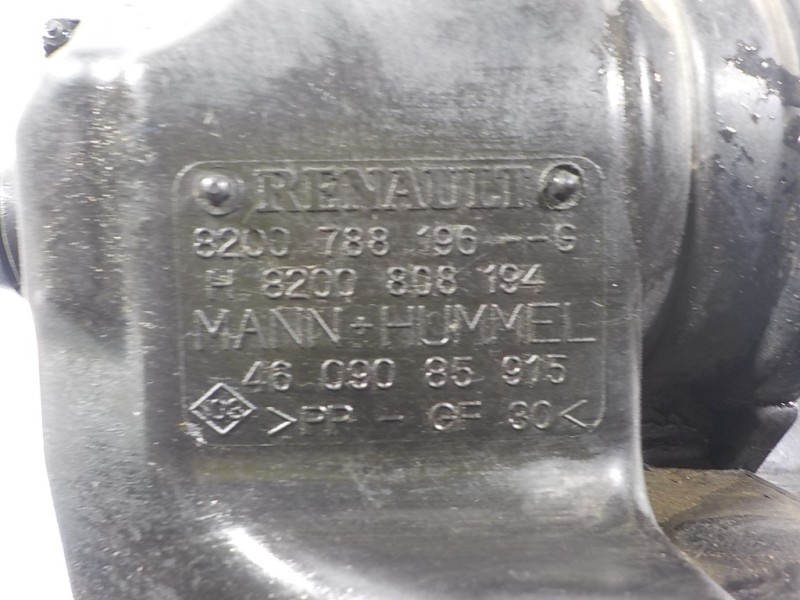 RENAULT
8200 788 196 --G
H 8200 808 194
MANN+HUMMEL
46 090 85 915
>PP - GF 30<